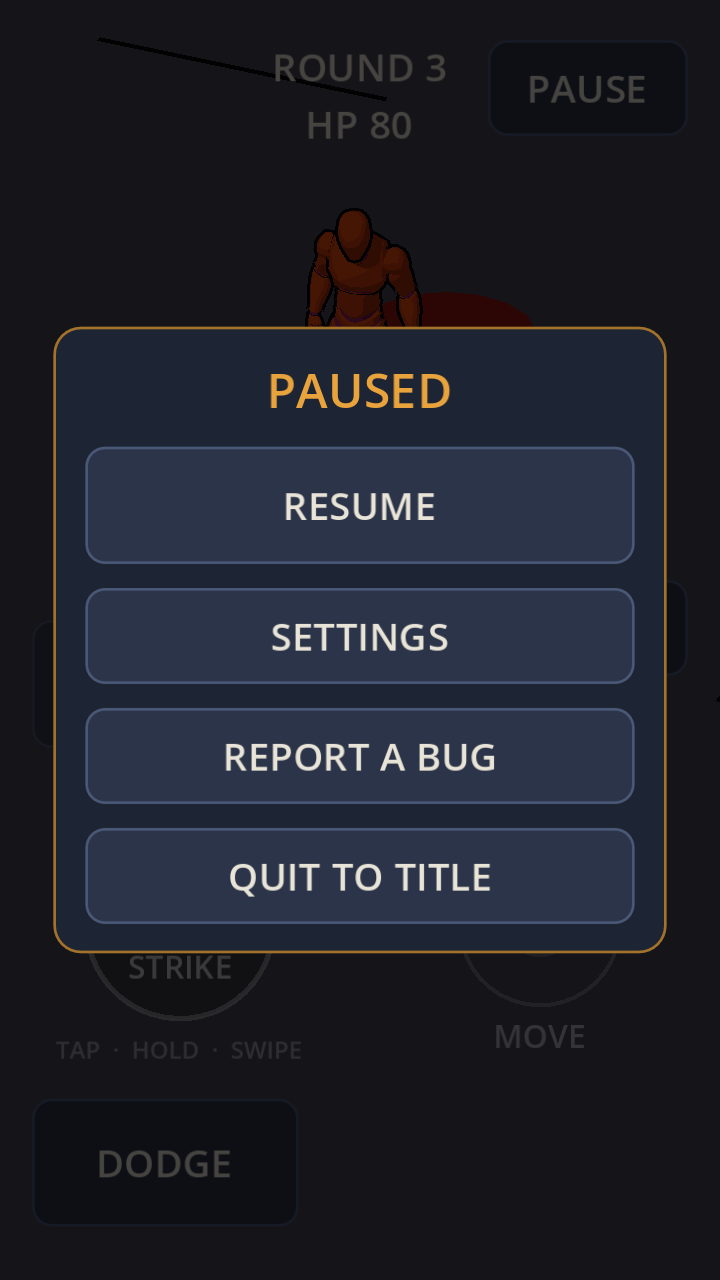 ROUND 3
HP 80
PAUSE
PAUSED
RESUME
SETTINGS
REPORT A BUG
QUIT TO TITLE
STRIKE
TAP · HOLD · SWIPE
MOVE
DODGE